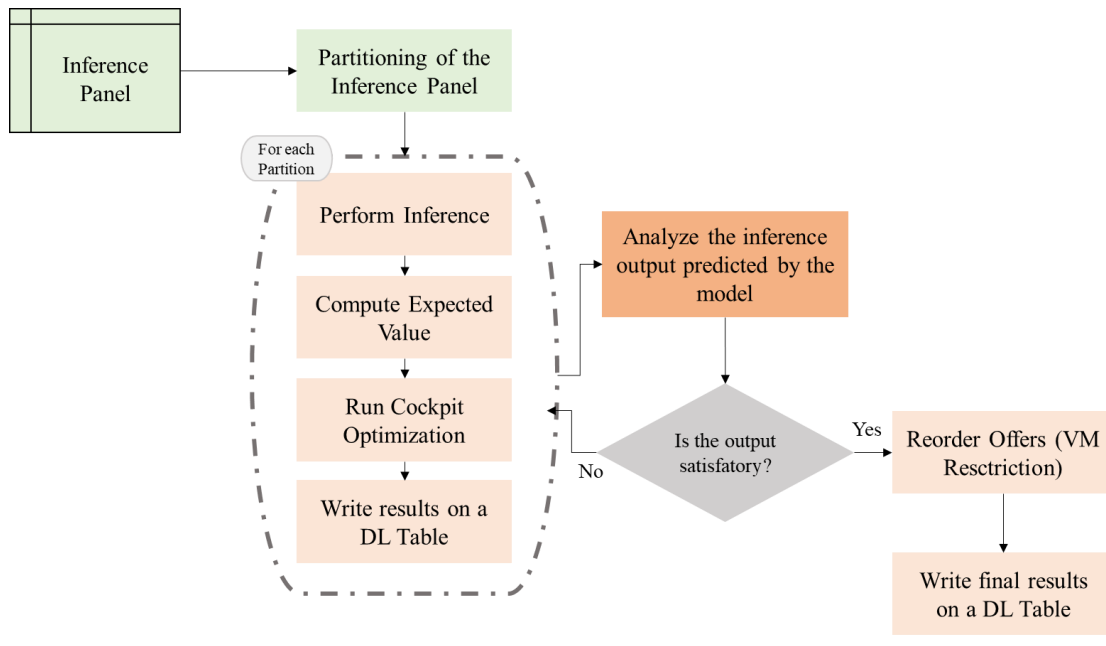 Inference
Panel
Partitioning of the
Inference Panel
For each
Partition
Perform Inference
Compute Expected
Value
Run Cockpit
Optimization
Write results on a
DL Table
Analyze the inference
output predicted by the
model
Is the output
satisfatory?
No
Yes
Reorder Offers (VM
Resctriction)
Write final results
on a DL Table